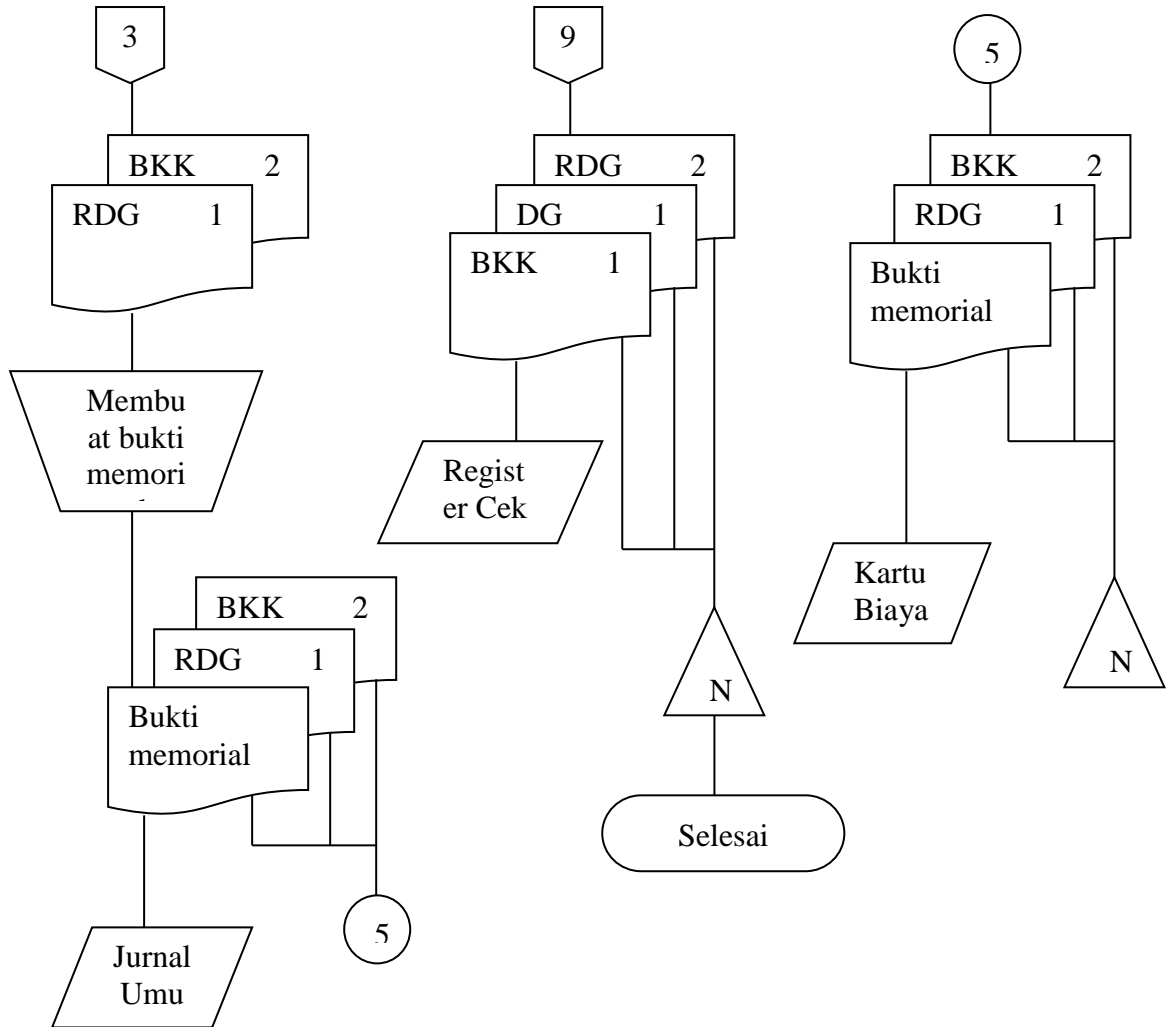 3
BKK 2
RDG 1
Membu
at bukti
memori
BKK 2
RDG 1
Bukti
memorial
5
Jurnal
Umu
9
RDG 2
DG 1
BKK 1
Regist
er Cek
N
Selesai
5
BKK 2
RDG 1
Bukti
memorial
Kartu
Biaya
N